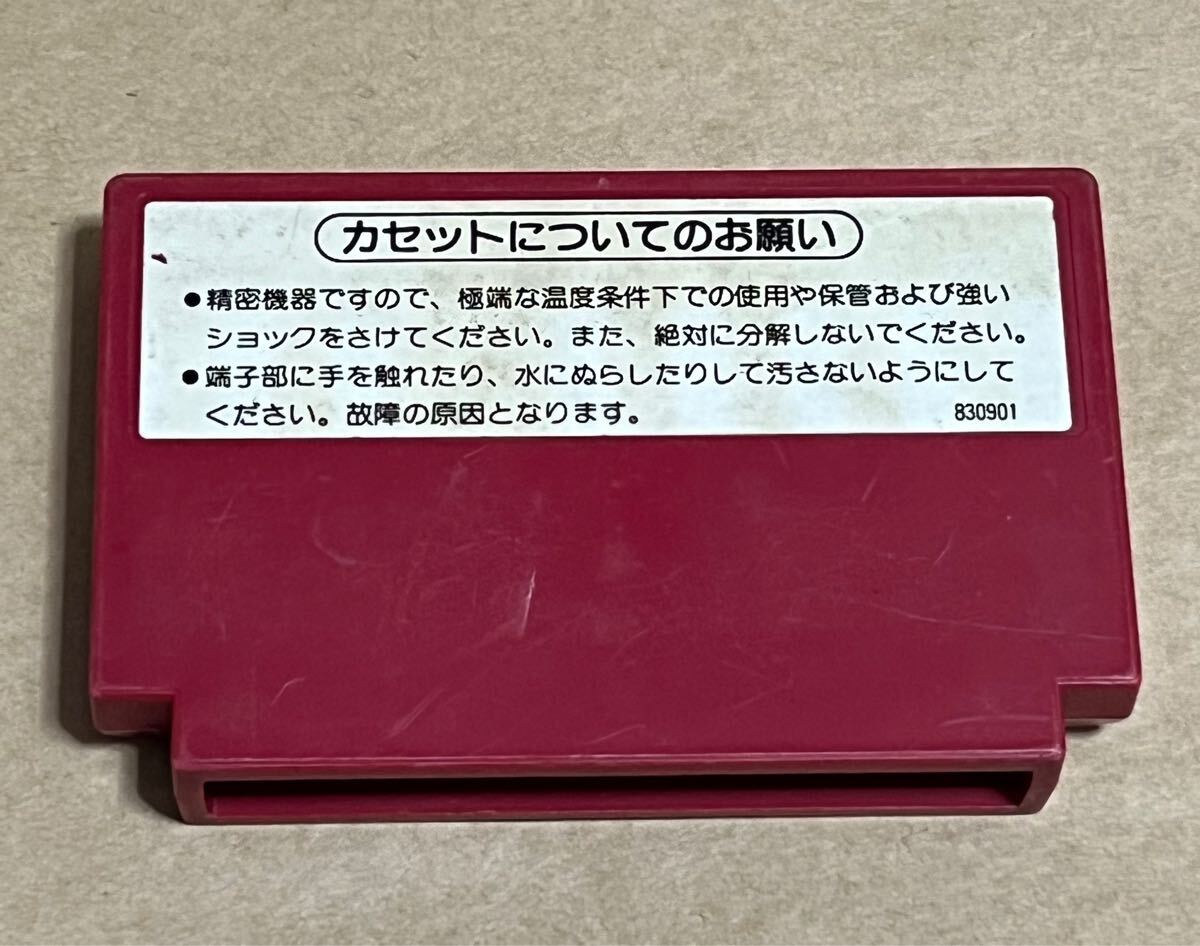 カセットについてのお願い
●精密機器ですので、極端な温度条件下での使用や保管および強い
ショックをさけてください。また、絶対に分解しないでください。
●端子部に手を触れたり、水にぬらしたりして汚さないようにして
ください。故障の原因となります。 830901